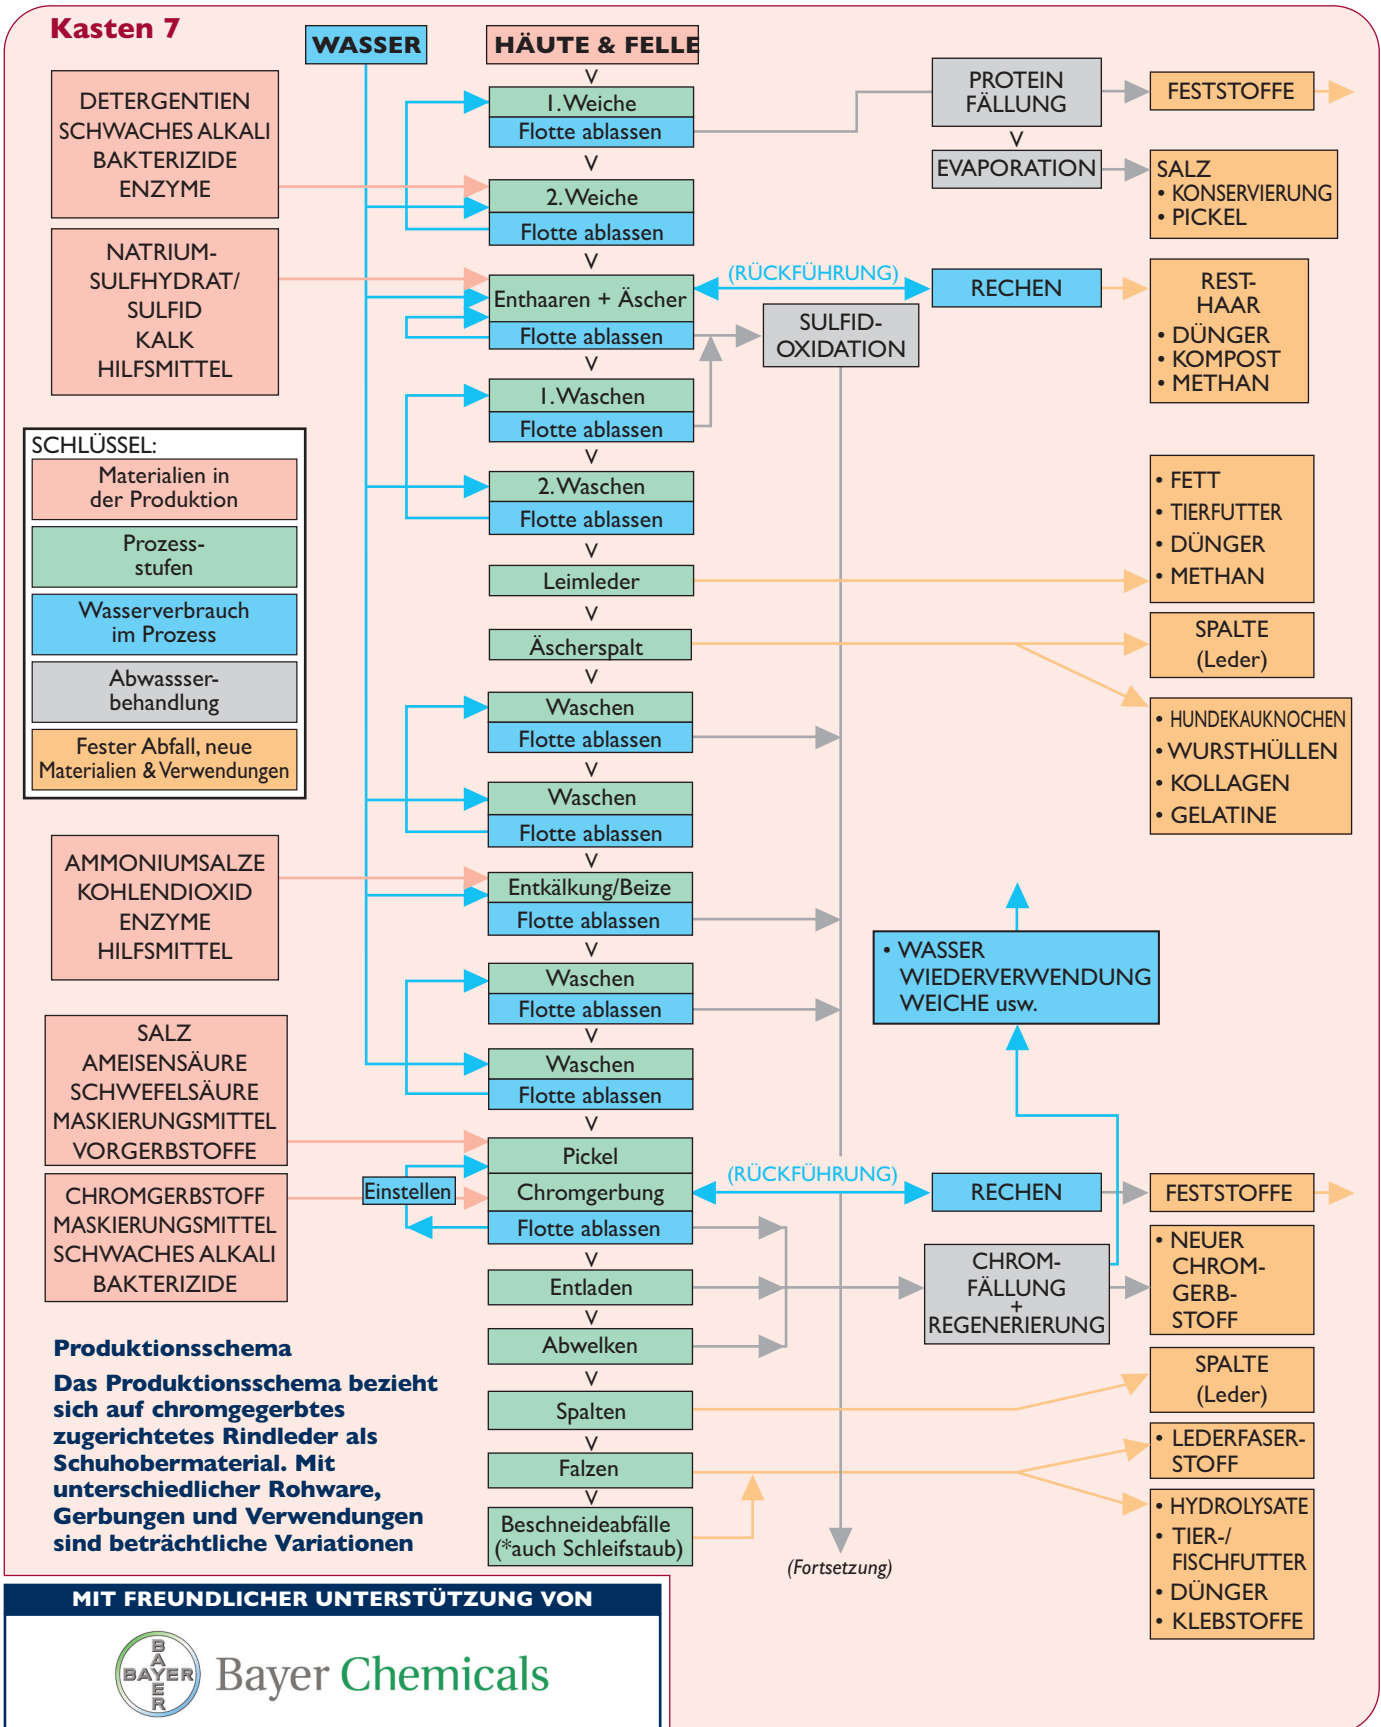 Kasten 7
WASSER
HÄUTE & FELLE
DETERGENTIEN
SCHWACHES ALKALI
BAKTERIZIDE
ENZYME
NATRIUM-
SULFHYDRAT/
SULFID
KALK
HILFSMITTEL
SCHLÜSSEL:
Materialien in
der Produktion
Prozess-
stufen
Wasserverbrauch
im Prozess
Abwassser-
behandlung
Fester Abfall, neue
Materialien & Verwendungen
AMMONIUMSALZE
KOHLENDIOXID
ENZYME
HILFSMITTEL
SALZ
AMEISENSÄURE
SCHWEFELSÄURE
MASKIERUNGSMITTEL
VORGERBSTOFFE
CHROMGERBSTOFF
MASKIERUNGSMITTEL
SCHWACHES ALKALI
BAKTERIZIDE
Einstellen
1. Weiche
Flotte ablassen
2. Weiche
Flotte ablassen
Enthaaren + Äscher
Flotte ablassen
1. Waschen
Flotte ablassen
2. Waschen
Flotte ablassen
Leimleder
Äscherspalt
Waschen
Flotte ablassen
Waschen
Flotte ablassen
Entkälkung/Beize
Flotte ablassen
Waschen
Flotte ablassen
Waschen
Flotte ablassen
Pickel
Chromgerbung
Flotte ablassen
Entladen
Abwelken
Spalten
Falzen
Beschneideabfälle
(*auch Schleifstaub)
PROTEIN
FÄLLUNG
EVAPORATION
(RÜCKFÜHRUNG)
RECHEN
SULFID-
OXIDATION
• WASSER
WIEDERVERWENDUNG
WEICHE usw.
(RÜCKFÜHRUNG)
RECHEN
CHROM-
FÄLLUNG
+
REGENERIERUNG
(Fortsetzung)
FESTSTOFFE
SALZ
• KONSERVIERUNG
• PICKEL
REST-
HAAR
• DÜNGER
• KOMPOST
• METHAN
• FETT
• TIERFUTTER
• DÜNGER
• METHAN
SPALTE
(Leder)
• HUNDEKAUKNOCHEN
• WURSTHÜLLEN
• KOLLAGEN
• GELATINE
FESTSTOFFE
• NEUER
CHROM-
GERB-
STOFF
SPALTE
(Leder)
• LEDERFASER-
STOFF
• HYDROLYSATE
• TIER-/
FISCHFUTTER
• DÜNGER
• KLEBSTOFFE
Produktionsschema
Das Produktionsschema bezieht
sich auf chromgegerbtes
zugerichtetes Rindleder als
Schuhobermaterial. Mit
unterschiedlicher Rohware,
Gerbungen und Verwendungen
sind beträchtliche Variationen
MIT FREUNDLICHER UNTERSTÜTZUNG VON
BAYER
BAYER
Bayer Chemicals